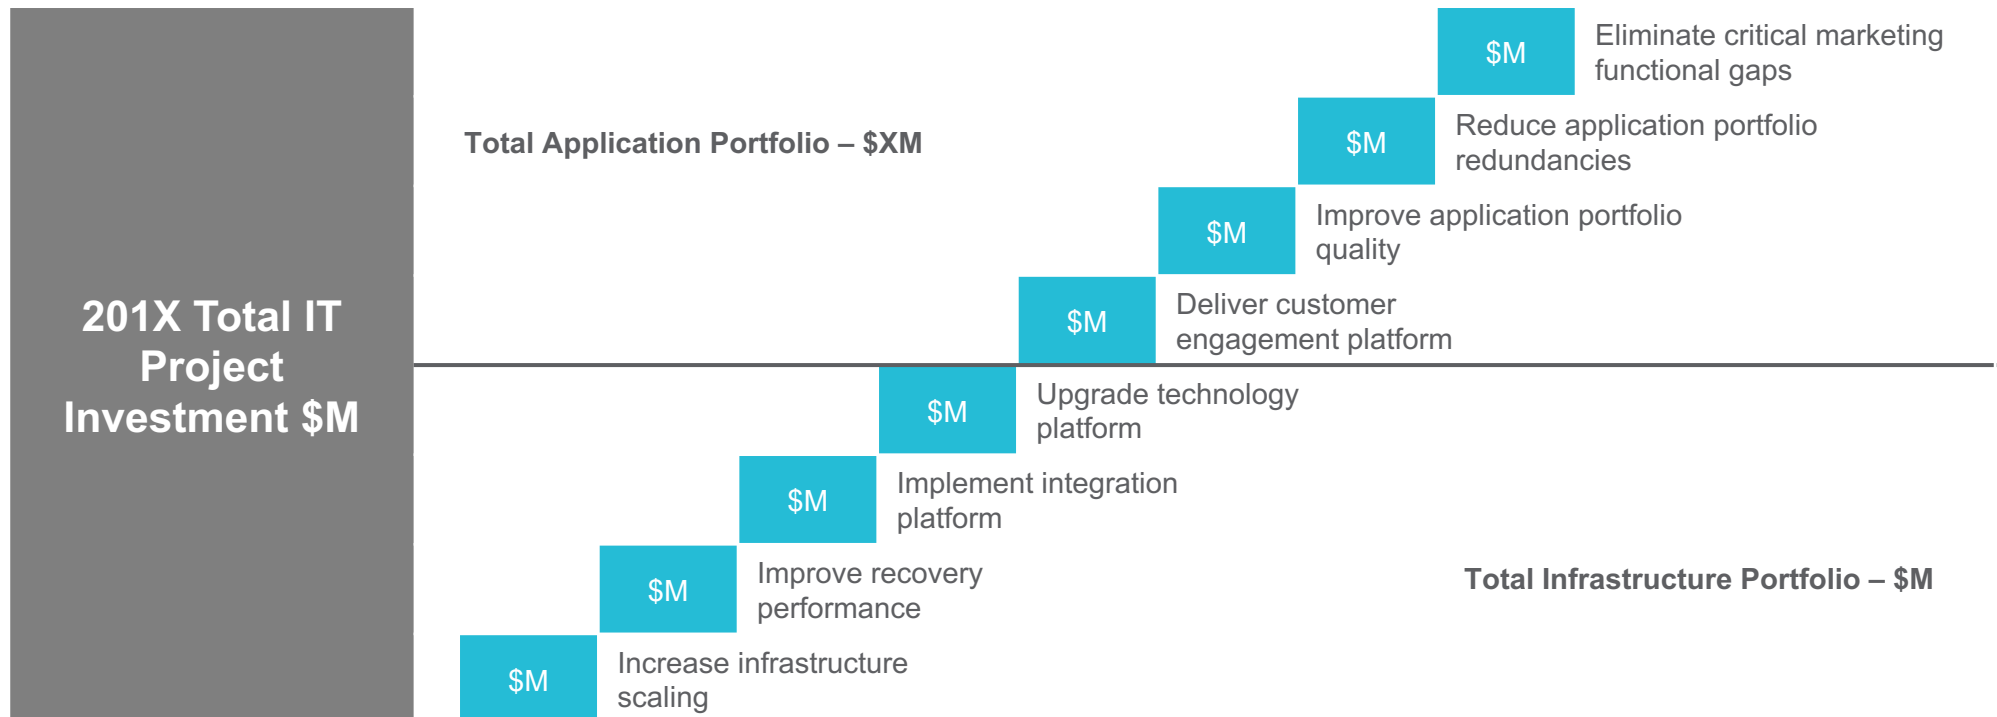 201X Total IT
Project
Investment $M
Total Application Portfolio – $XM
$M
Eliminate critical marketing
functional gaps
$M
Reduce application portfolio
redundancies
$M
Improve application portfolio
quality
$M
Deliver customer
engagement platform
$M
Upgrade technology
platform
$M
Implement integration
platform
$M
Improve recovery
performance
$M
Increase infrastructure
scaling
Total Infrastructure Portfolio – $M